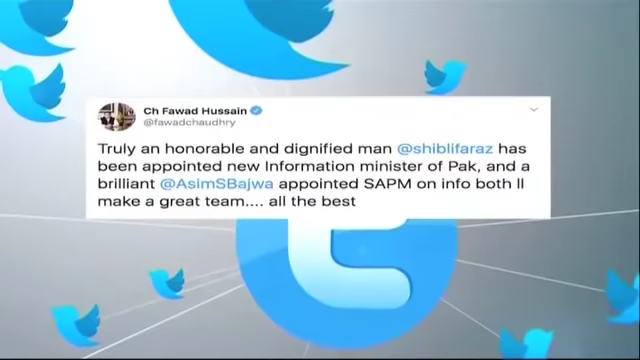 Ch Fawad Hussain
@fawadchaudhry
Truly an honorable and dignified man @shiblifaraz has
been appointed new Information minister of Pak, and a
brilliant @AsimSBajwa appointed SAPM on info both ll
make a great team.... all the best